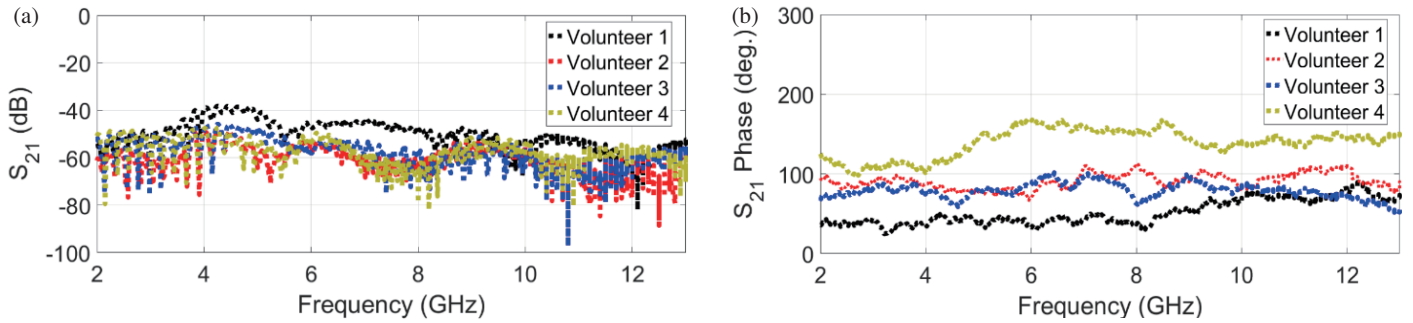 (a)
0
-20
-40
-60
-80
-100
S21 (dB)
2 4 6 8 10 12
Frequency (GHz)
Volunteer 1
Volunteer 2
Volunteer 3
Volunteer 4
(b)
300
200
100
0
S21 Phase (deg.)
2 4 6 8 10 12
Frequency (GHz)
Volunteer 1
Volunteer 2
Volunteer 3
Volunteer 4